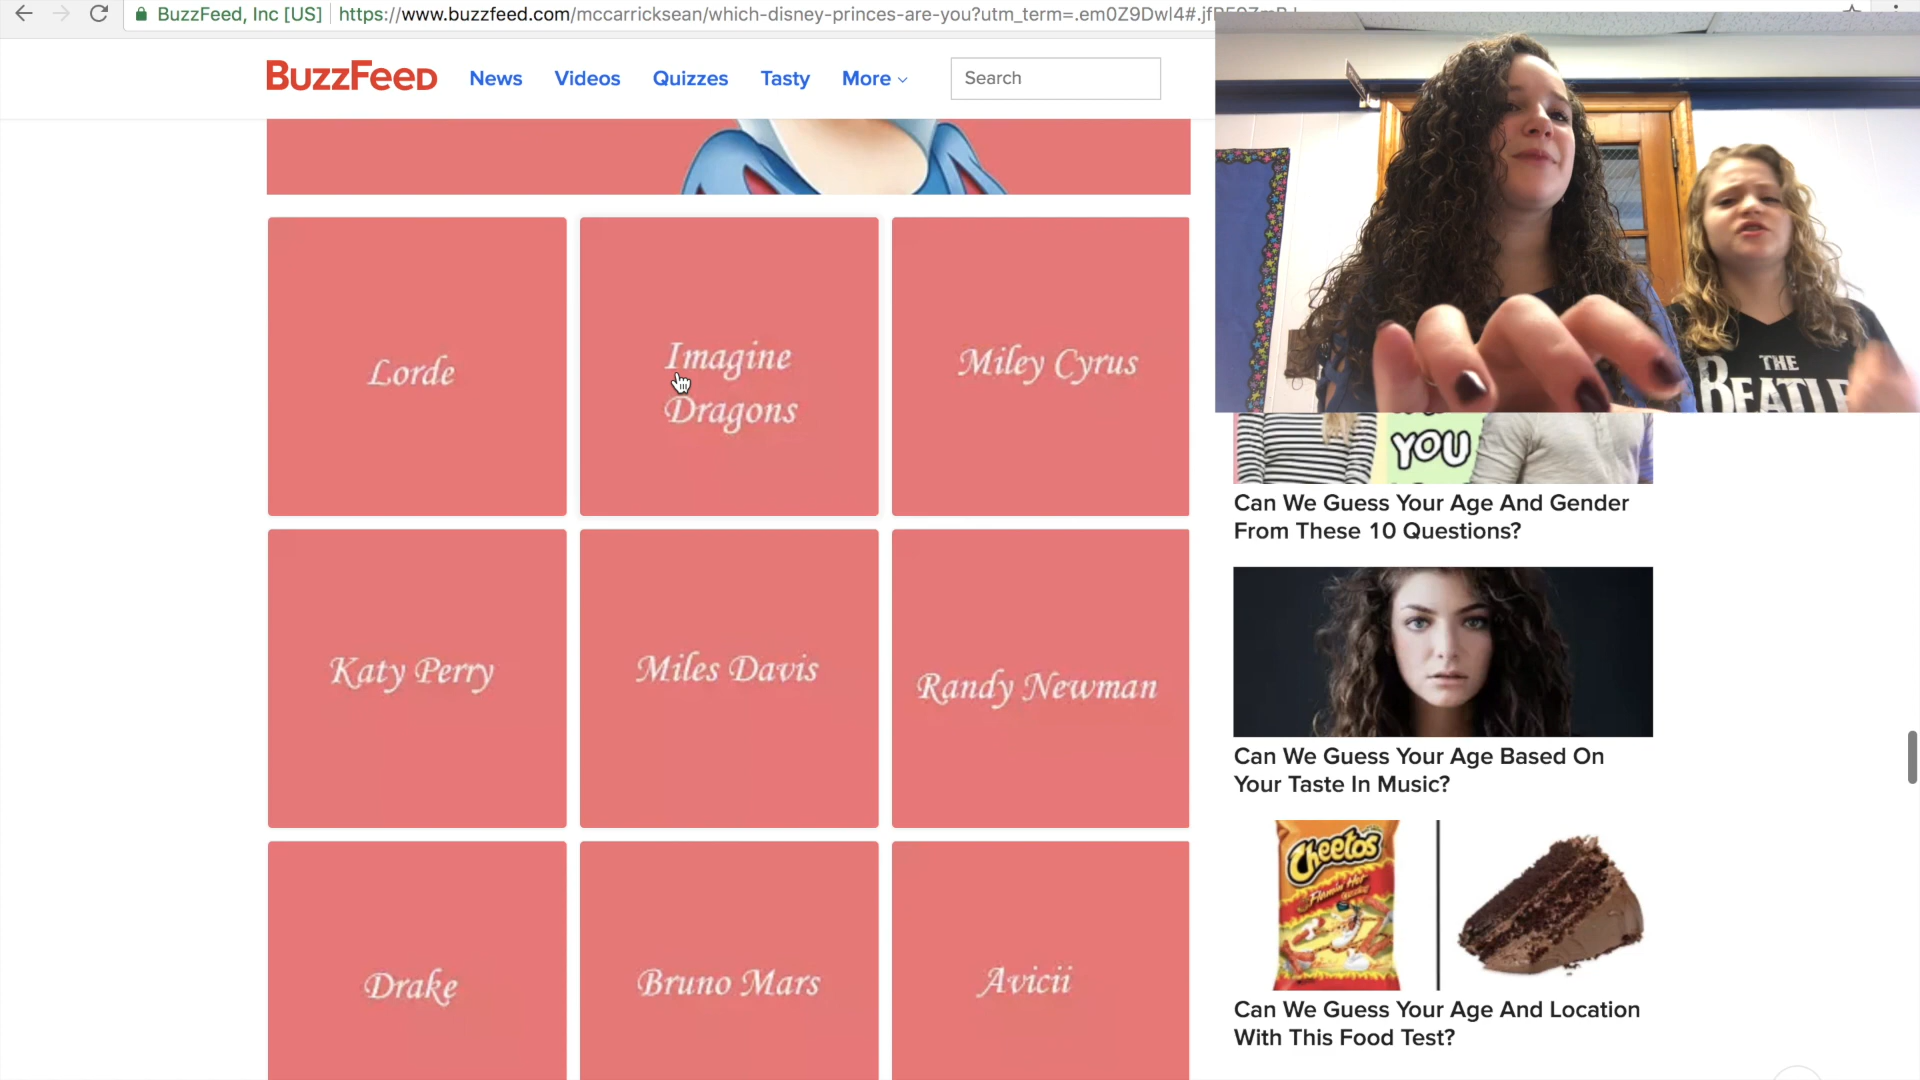 BuzzFeed, Inc [US] https://www.buzzfeed.com/mccarricksean/which-disney-princes-are-you?utm_term=.em0Z9Dwl4#
BuzzFeed News Videos Quizzes Tasty More Search
Lorde
Imagine
Dragons
Miley Cyrus
Katy Perry
Miles Davis
Randy Newman
Drake
Bruno Mars
Avicii
THE
BEATLE
YOU
Can We Guess Your Age And Gender
From These 10 Questions?
Can We Guess Your Age Based On
Your Taste In Music?
Cheetos
Flamin' Hot
Can We Guess Your Age And Location
With This Food Test?